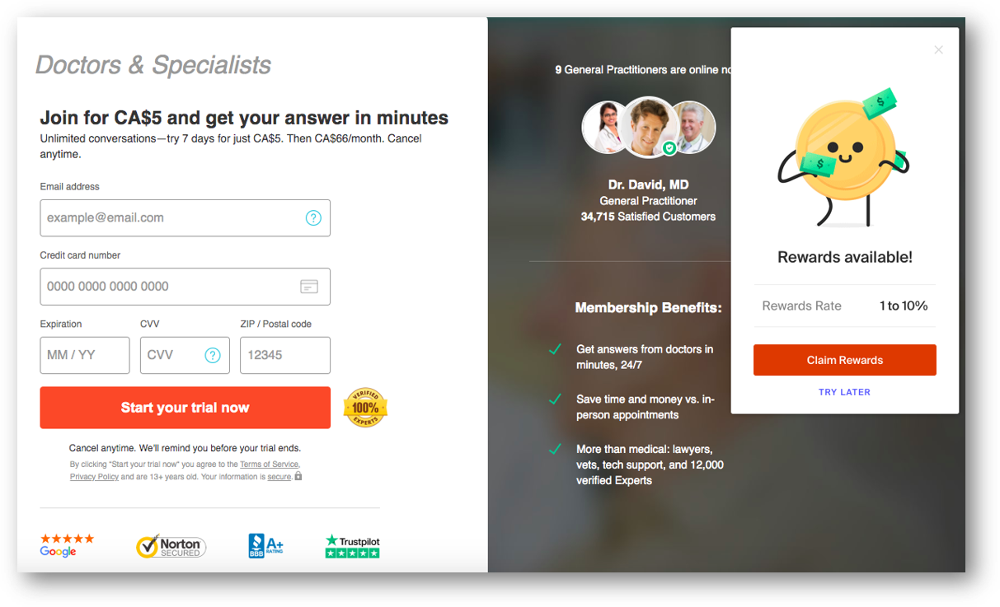 Doctors & Specialists
Join for CA$5 and get your answer in minutes
Unlimited conversations—try 7 days for just CA$5. Then CA$66/month. Cancel
anytime.
Email address
example@email.com
?
Credit card number
0000 0000 0000 0000
Expiration
CVV
ZIP / Postal code
MM / YY
CVV
?
12345
Start your trial now
VERIFIED
100%
EXPERTS
Cancel anytime. We'll remind you before your trial ends.
By clicking "Start your trial now" you agree to the Terms of Service,
Privacy Policy and are 13+ years old. Your information is secure.
Google
Norton
SECURED
BBB
A+
RATING
Trustpilot
9 General Practitioners are online
Dr. David, MD
General Practitioner
34,715 Satisfied Customers
Membership Benefits:
Get answers from doctors in
minutes, 24/7
Save time and money vs. in-
person appointments
More than medical: lawyers,
vets, tech support, and 12,000
verified Experts
$
$
Rewards available!
Rewards Rate
1 to 10%
Claim Rewards
TRY LATER